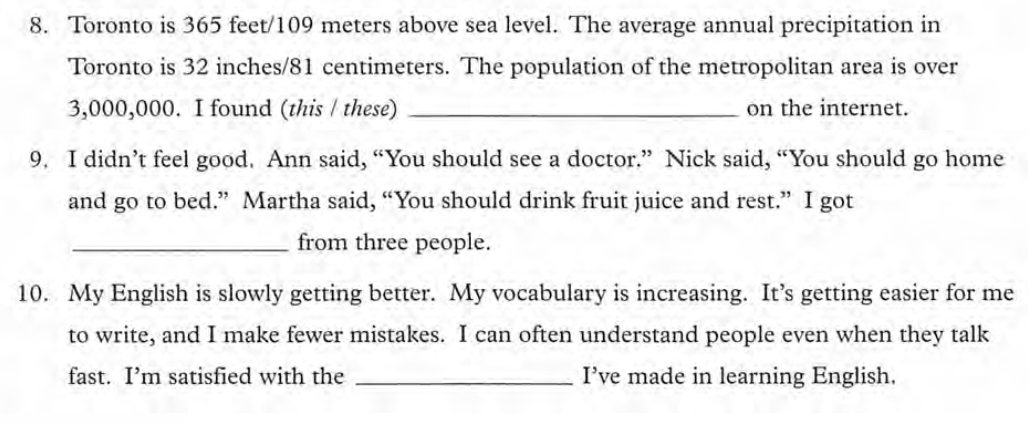 8. Toronto is 365 feet/109 meters above sea level. The average annual precipitation in
Toronto is 32 inches/81 centimeters. The population of the metropolitan area is over
3,000,000. I found (this / these) ______________ on the internet.
9. I didn't feel good. Ann said, "You should see a doctor." Nick said, "You should go home
and go to bed." Martha said, "You should drink fruit juice and rest." I got
______________ from three people.
10. My English is slowly getting better. My vocabulary is increasing. It's getting easier for me
to write, and I make fewer mistakes. I can often understand people even when they talk
fast. I'm satisfied with the ______________ I've made in learning English.